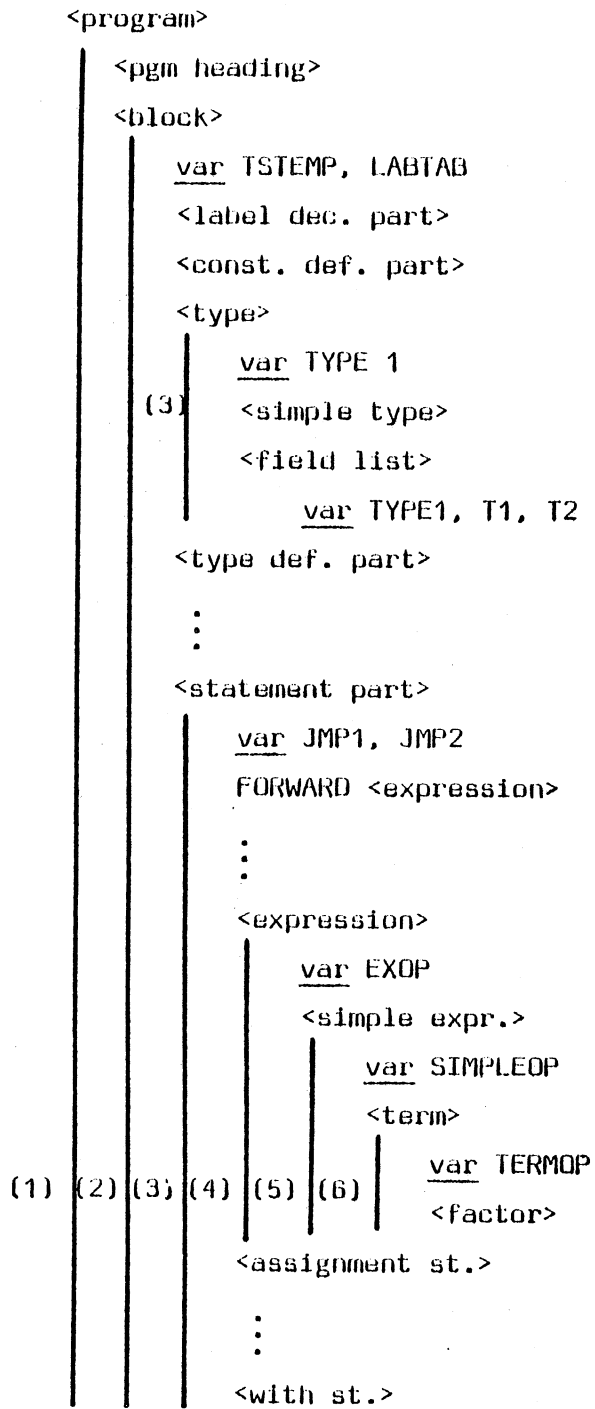 <program>
<pgm heading>
<block>
var TSTEMP, LABTAB
<label dec. part>
<const. def. part>
<type>
var TYPE 1
(3) <simple type>
<field list>
var TYPE1, T1, T2
<type def. part>
⋮
<statement part>
var JMP1, JMP2
FORWARD <expression>
⋮
<expression>
var EXOP
<simple expr.>
var SIMPLEOP
<term>
var TERMOP
(1) (2) (3) (4) (5) (6)
<factor>
<assignment st.>
⋮
<with st.>